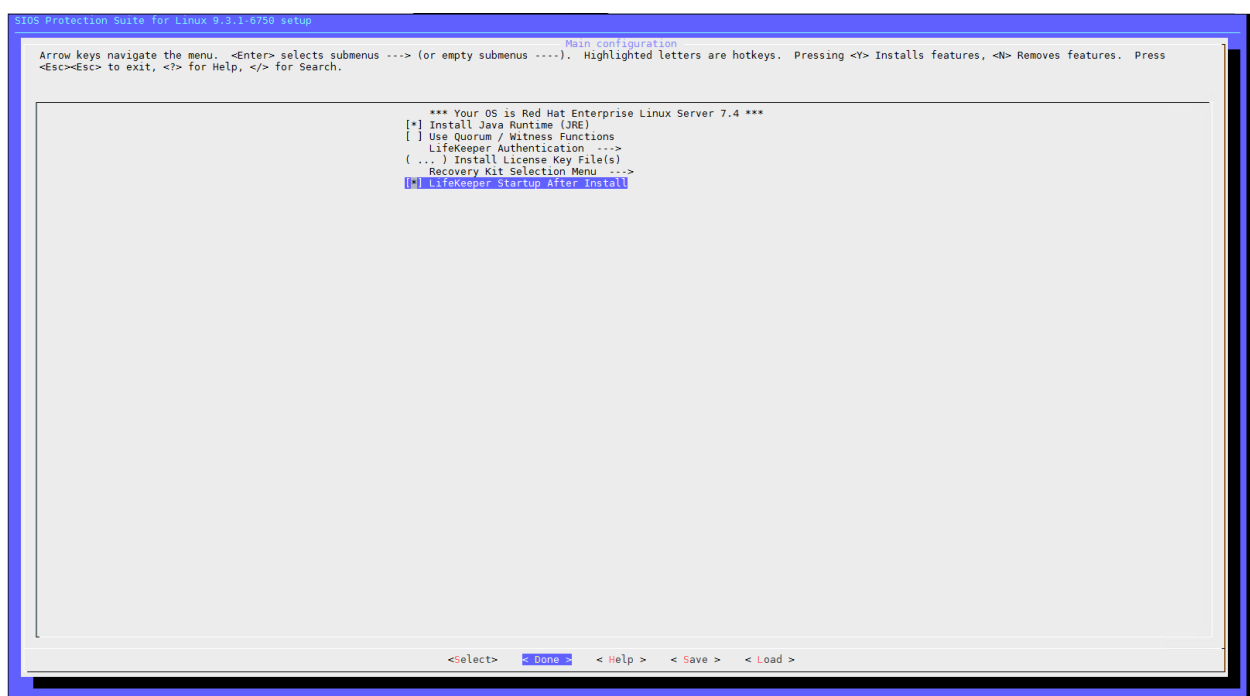 SIOS Protection Suite for Linux 9.3.1-6750 setup
Main configuration
Arrow keys navigate the menu.  <Enter> selects submenus ---> (or empty submenus ----).  Highlighted letters are hotkeys.  Pressing <Y> Installs features, <N> Removes features.  Press
<Esc><Esc> to exit, <?> for Help, </> for Search.
*** Your OS is Red Hat Enterprise Linux Server 7.4 ***
[*] Install Java Runtime (JRE)
[ ] Use Quorum / Witness Functions
LifeKeeper Authentication  --->
( ... ) Install License Key File(s)
Recovery Kit Selection Menu  --->
[*] LifeKeeper Startup After Install
<Select>    < Done >    < Help >    < Save >    < Load >